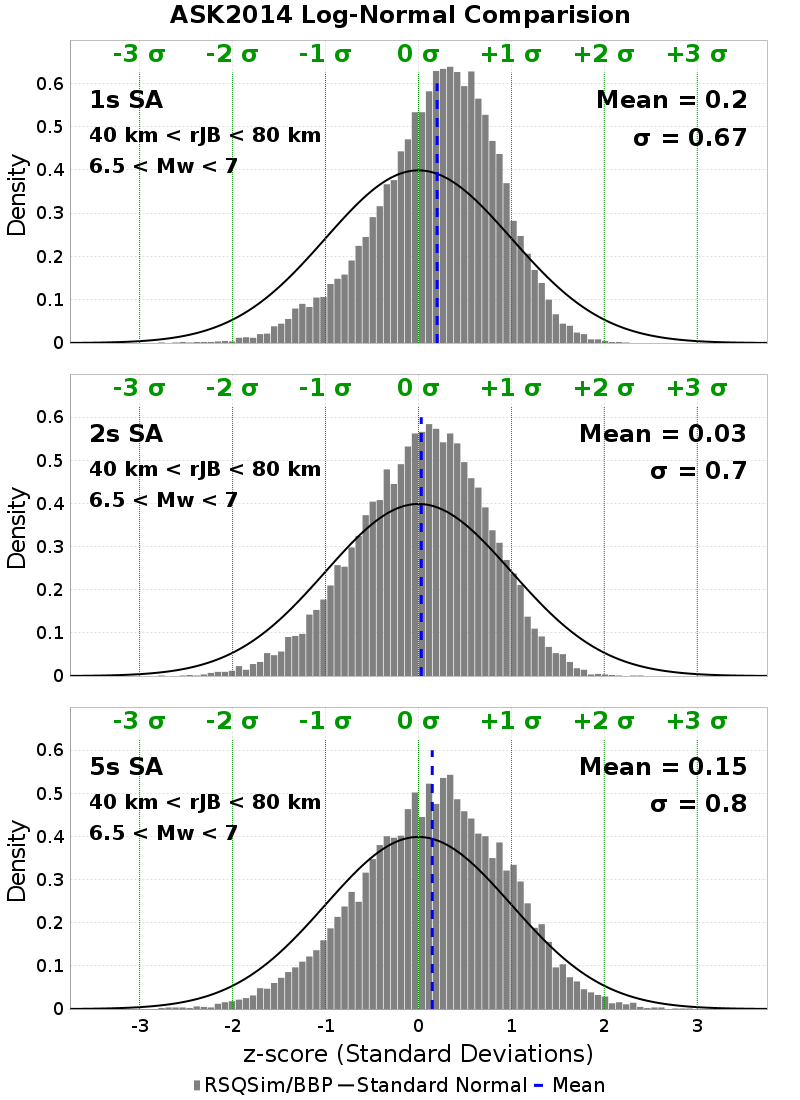 ASK2014 Log-Normal Comparision
-3 σ -2 σ -1 σ 0 σ +1 σ +2 σ +3 σ
1s SA
40 km < rJB < 80 km
6.5 < Mw < 7
Mean = 0.2
σ = 0.67
0.6
0.5
0.4
0.3
0.2
0.1
0
Density
-3 σ -2 σ -1 σ 0 σ +1 σ +2 σ +3 σ
2s SA
40 km < rJB < 80 km
6.5 < Mw < 7
Mean = 0.03
σ = 0.7
0.6
0.5
0.4
0.3
0.2
0.1
0
Density
-3 σ -2 σ -1 σ 0 σ +1 σ +2 σ +3 σ
5s SA
40 km < rJB < 80 km
6.5 < Mw < 7
Mean = 0.15
σ = 0.8
0.6
0.5
0.4
0.3
0.2
0.1
0
Density
-3 -2 -1 0 1 2 3
z-score (Standard Deviations)
RSQSim/BBP Standard Normal Mean